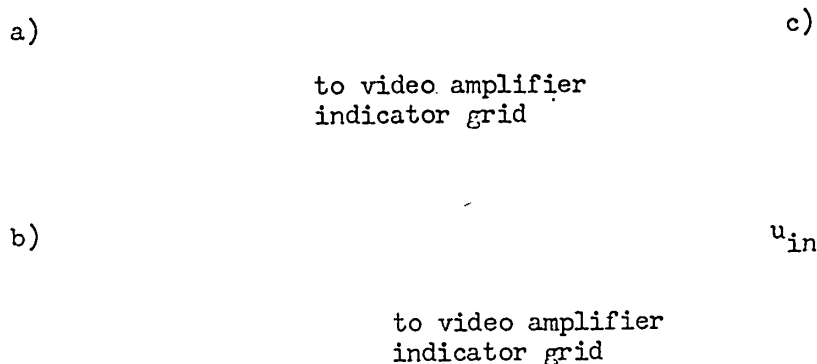 a)
c)
to video amplifier
indicator grid
b)
u_in
to video amplifier
indicator grid